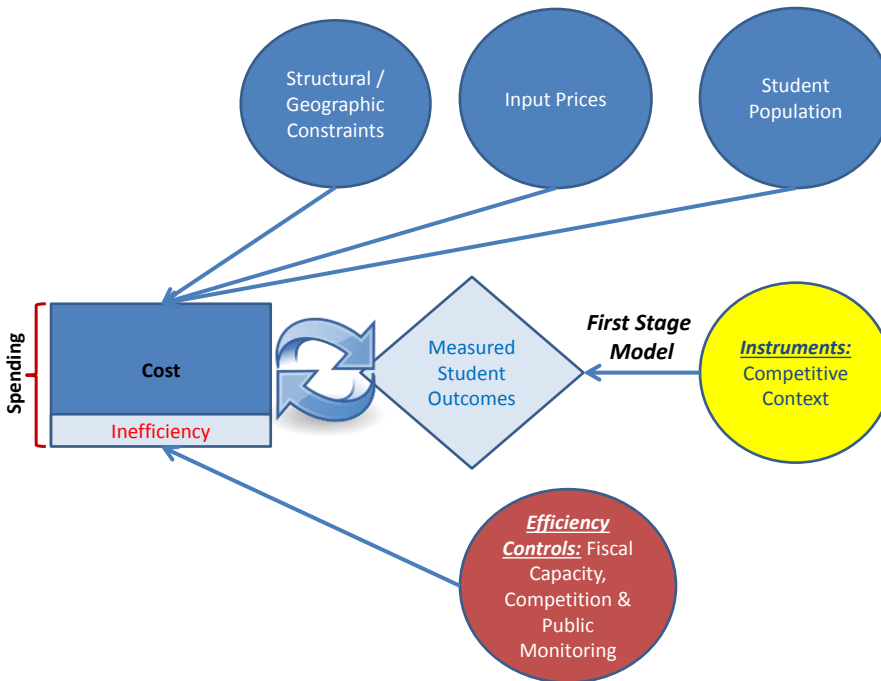 Structural /
Geographic
Constraints
Input Prices
Student
Population
Spending
Cost
Inefficiency
Measured
Student
Outcomes
First Stage
Model
Instruments:
Competitive
Context
Efficiency
Controls: Fiscal
Capacity,
Competition &
Public
Monitoring